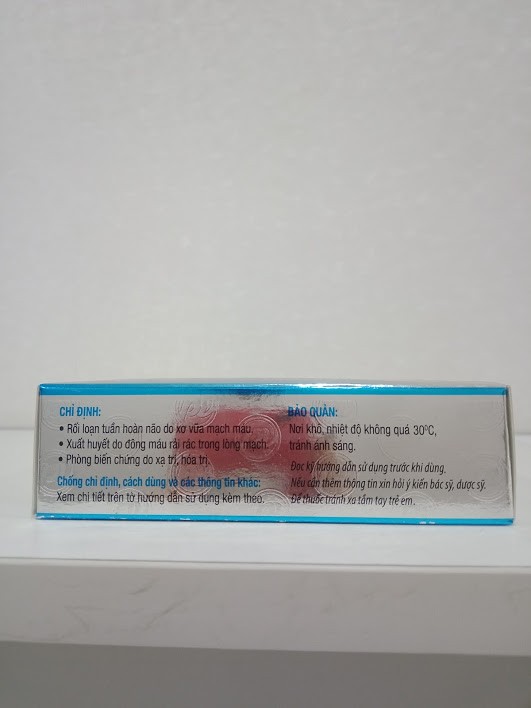 CHỈ ĐỊNH:
• Rối loạn tuần hoàn não do xơ vữa mạch máu.
• Xuất huyết do đông máu rải rác trong lòng mạch.
• Phòng biến chứng do xạ trị, hóa trị.
Chống chỉ định, cách dùng và các thông tin khác:
Xem chi tiết trên tờ hướng dẫn sử dụng kèm theo.
BẢO QUẢN:
Nơi khô, nhiệt độ không quá 30ºC,
tránh ánh sáng.
Đọc kỹ hướng dẫn sử dụng trước khi dùng.
Nếu cần thêm thông tin xin hỏi ý kiến bác sỹ, dược sỹ.
Để thuốc tránh xa tầm tay trẻ em.